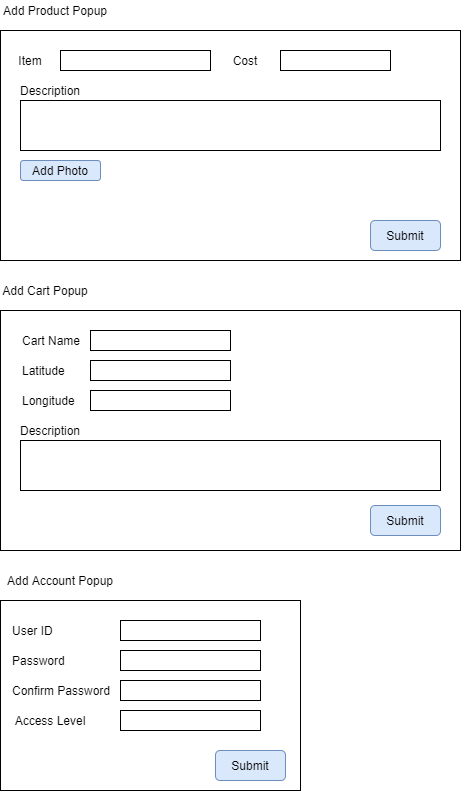 Add Product Popup
Item Cost
Description
Add Photo
Submit
Add Cart Popup
Cart Name
Latitude
Longitude
Description
Submit
Add Account Popup
User ID
Password
Confirm Password
Access Level
Submit